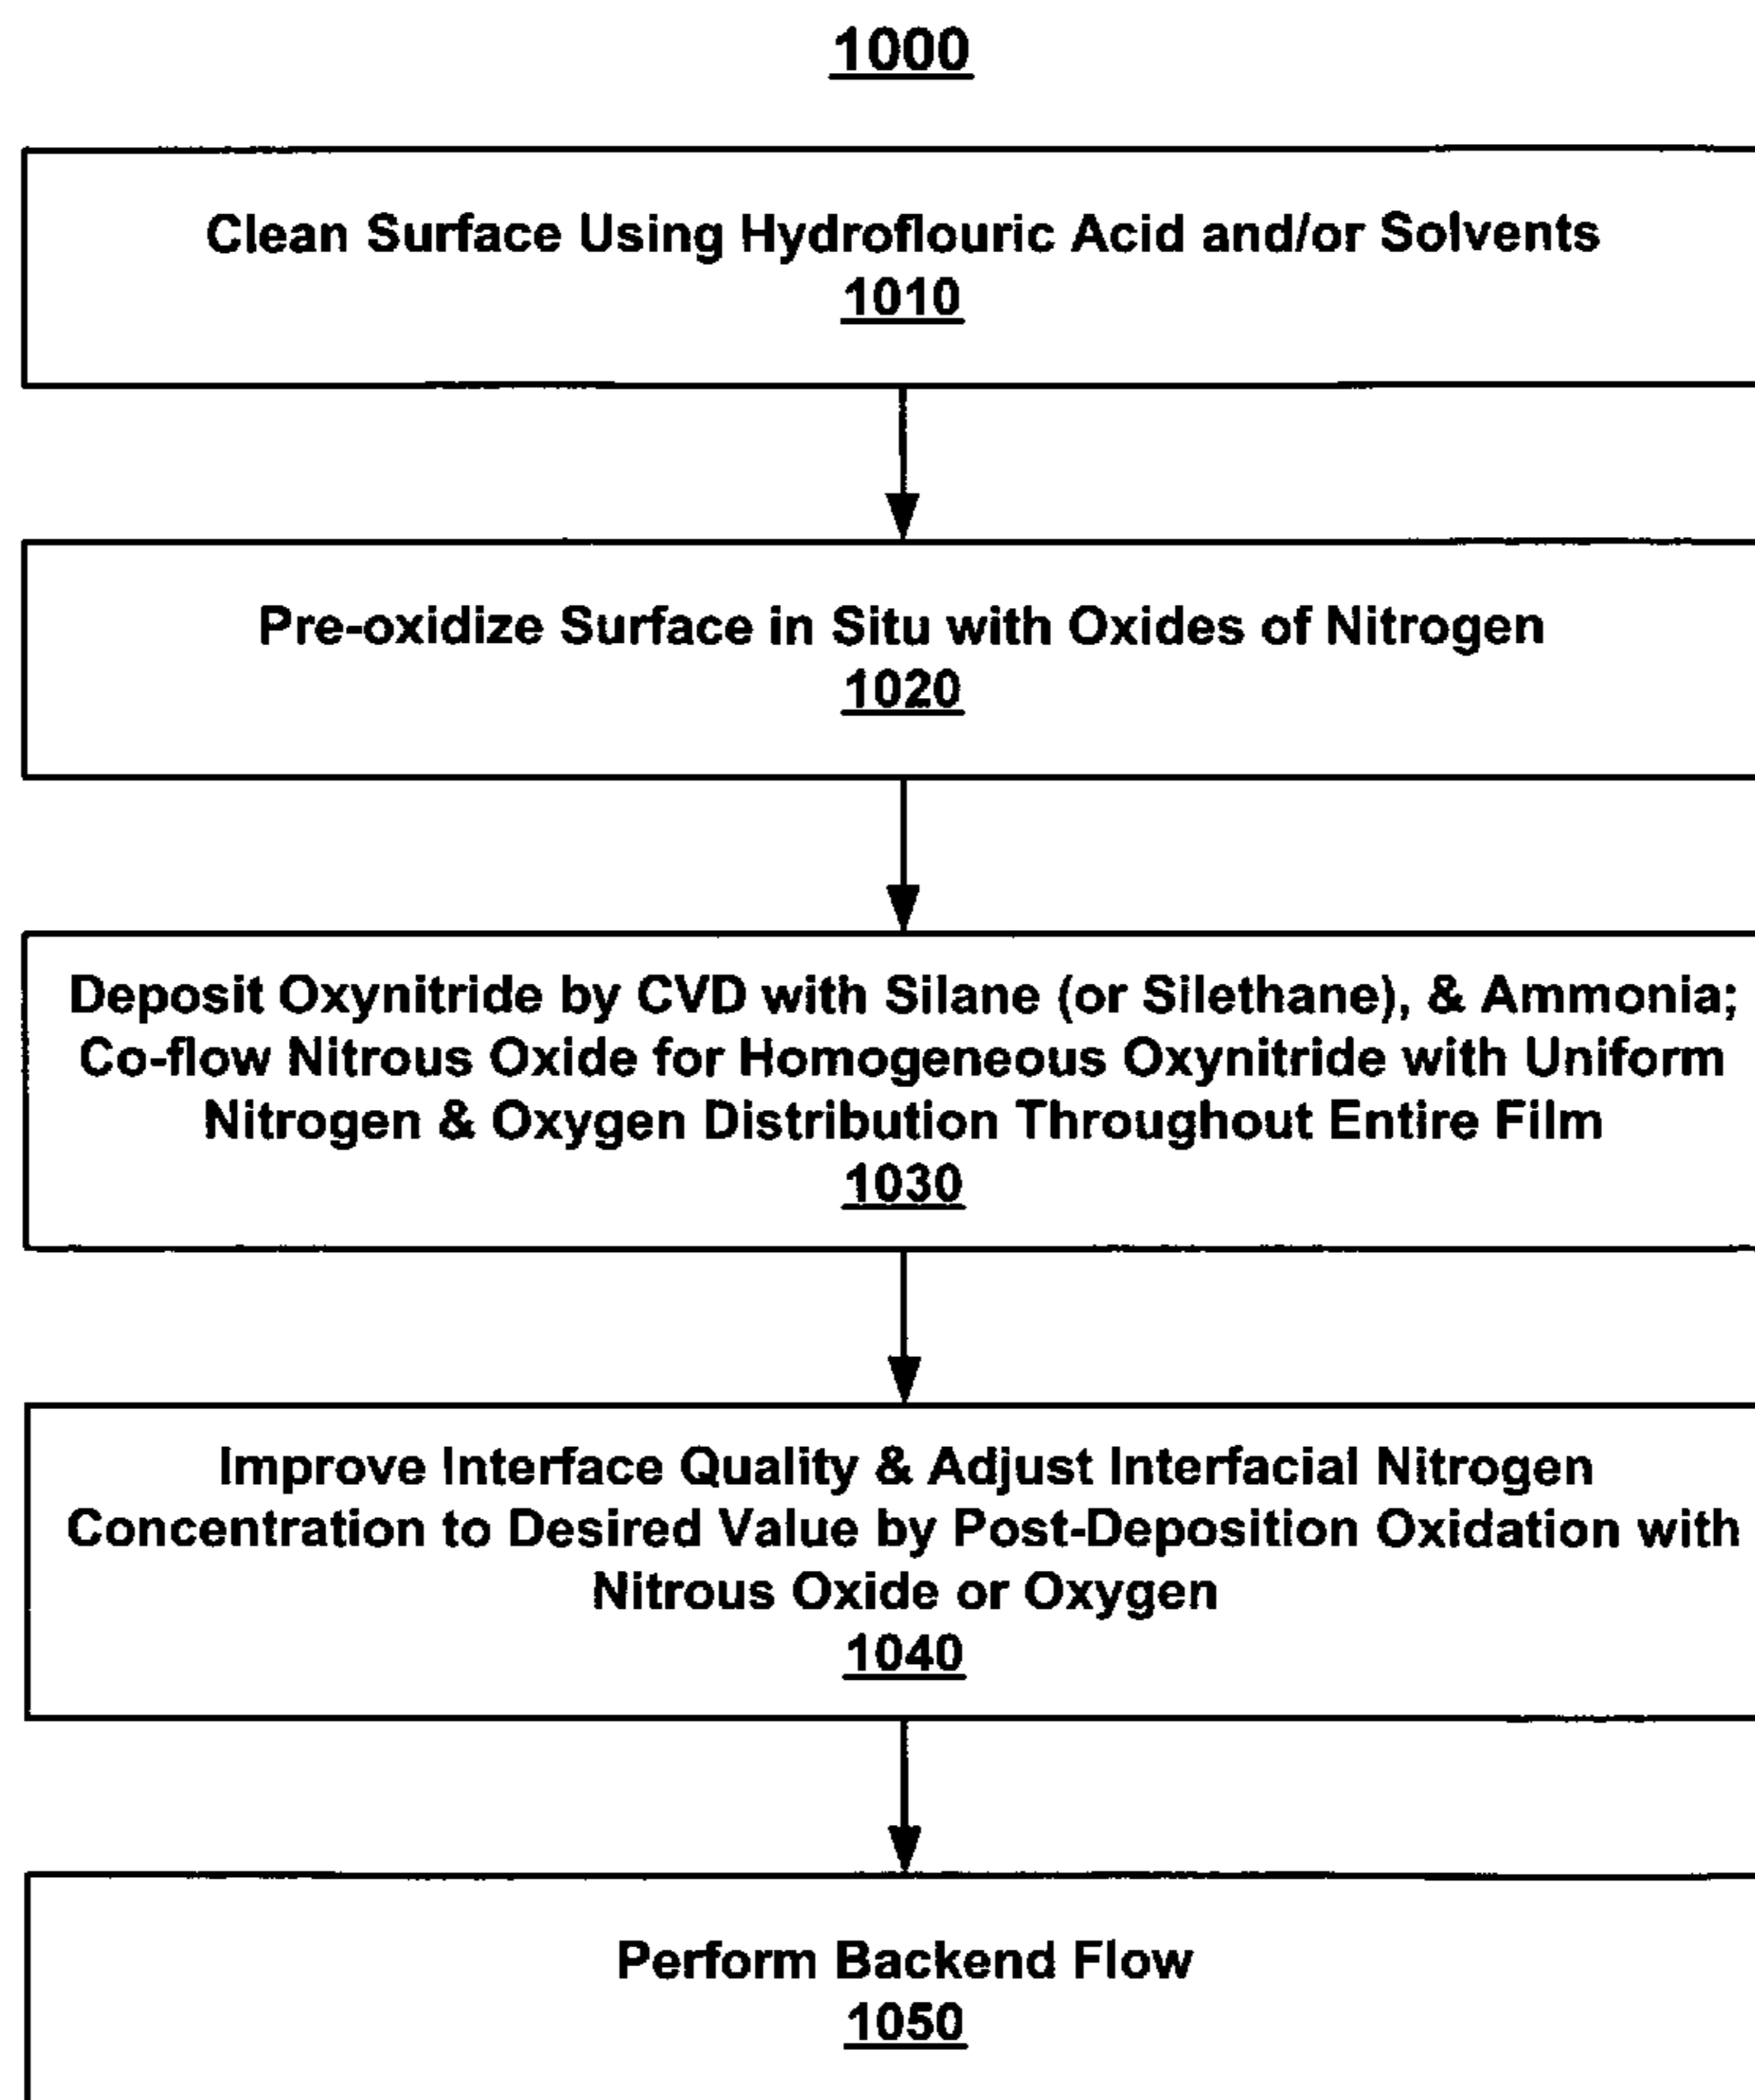 1000
Clean Surface Using Hydroflouric Acid and/or Solvents
1010
Pre-oxidize Surface in Situ with Oxides of Nitrogen
1020
Deposit Oxynitride by CVD with Silane (or Silethane), & Ammonia;
Co-flow Nitrous Oxide for Homogeneous Oxynitride with Uniform
Nitrogen & Oxygen Distribution Throughout Entire Film
1030
Improve Interface Quality & Adjust Interfacial Nitrogen
Concentration to Desired Value by Post-Deposition Oxidation with
Nitrous Oxide or Oxygen
1040
Perform Backend Flow
1050